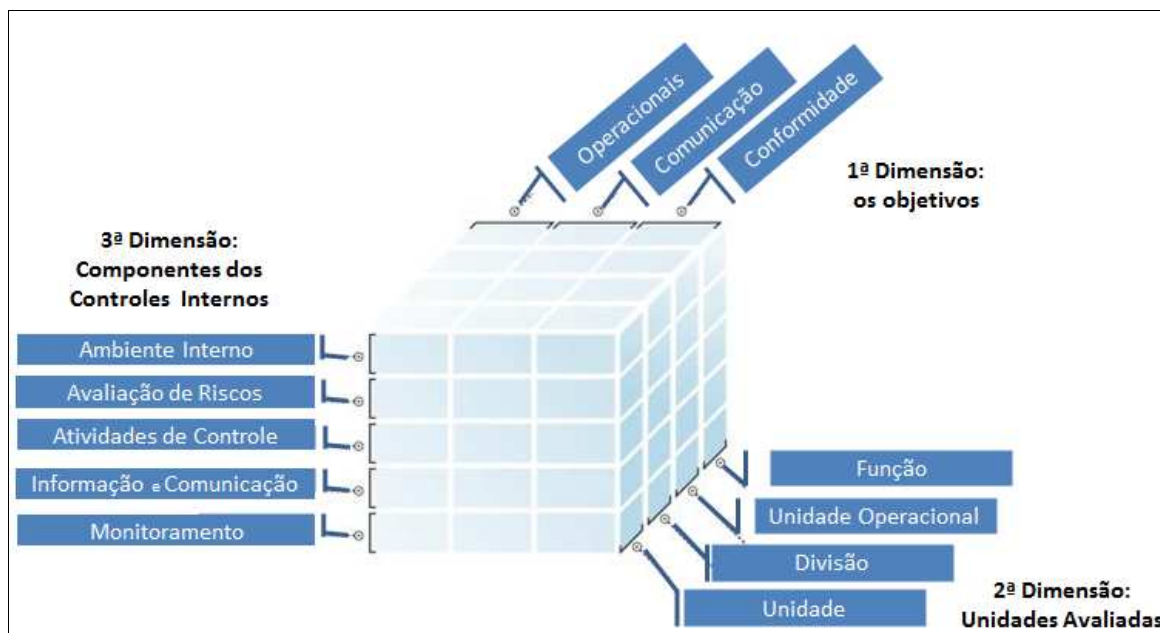 Operacionais
Comunicação
Conformidade
1ª Dimensão:
os objetivos
3ª Dimensão:
Componentes dos
Controles Internos
Ambiente Interno
Avaliação de Riscos
Atividades de Controle
Informação e Comunicação
Monitoramento
Função
Unidade Operacional
Divisão
Unidade
2ª Dimensão:
Unidades Avaliadas